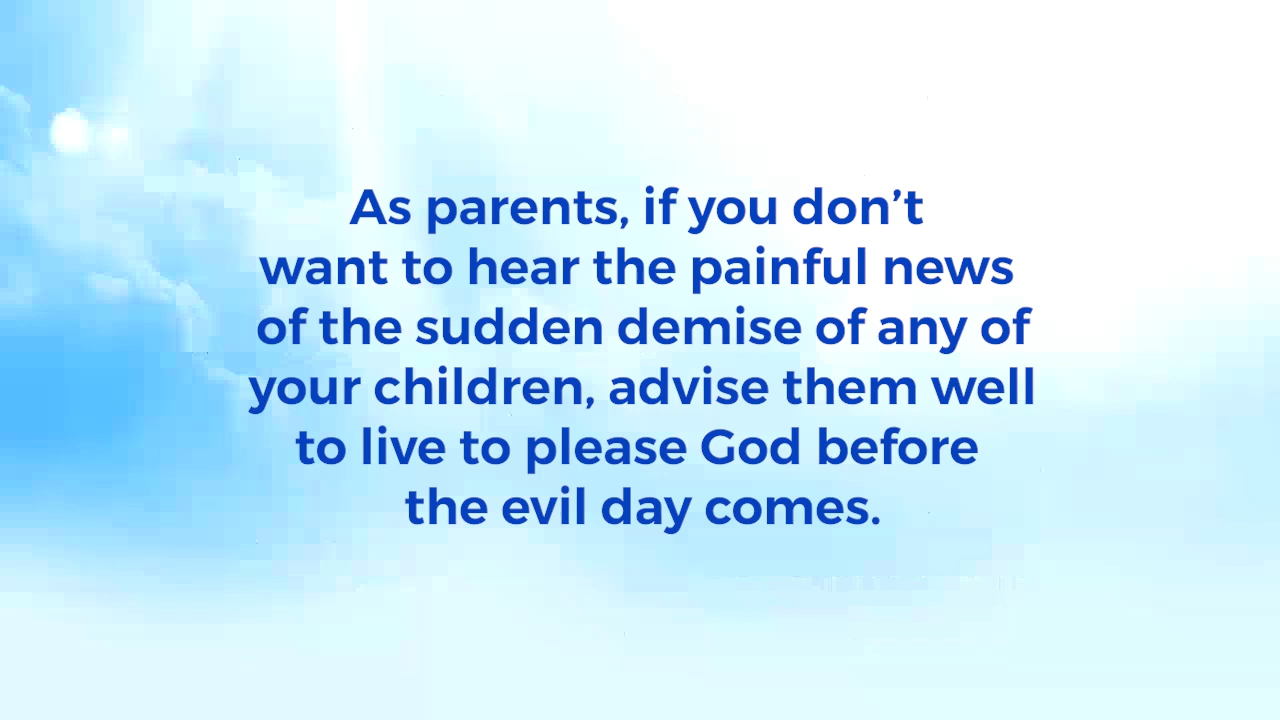 As parents, if you don’t
want to hear the painful news
of the sudden demise of any of
your children, advise them well
to live to please God before
the evil day comes.